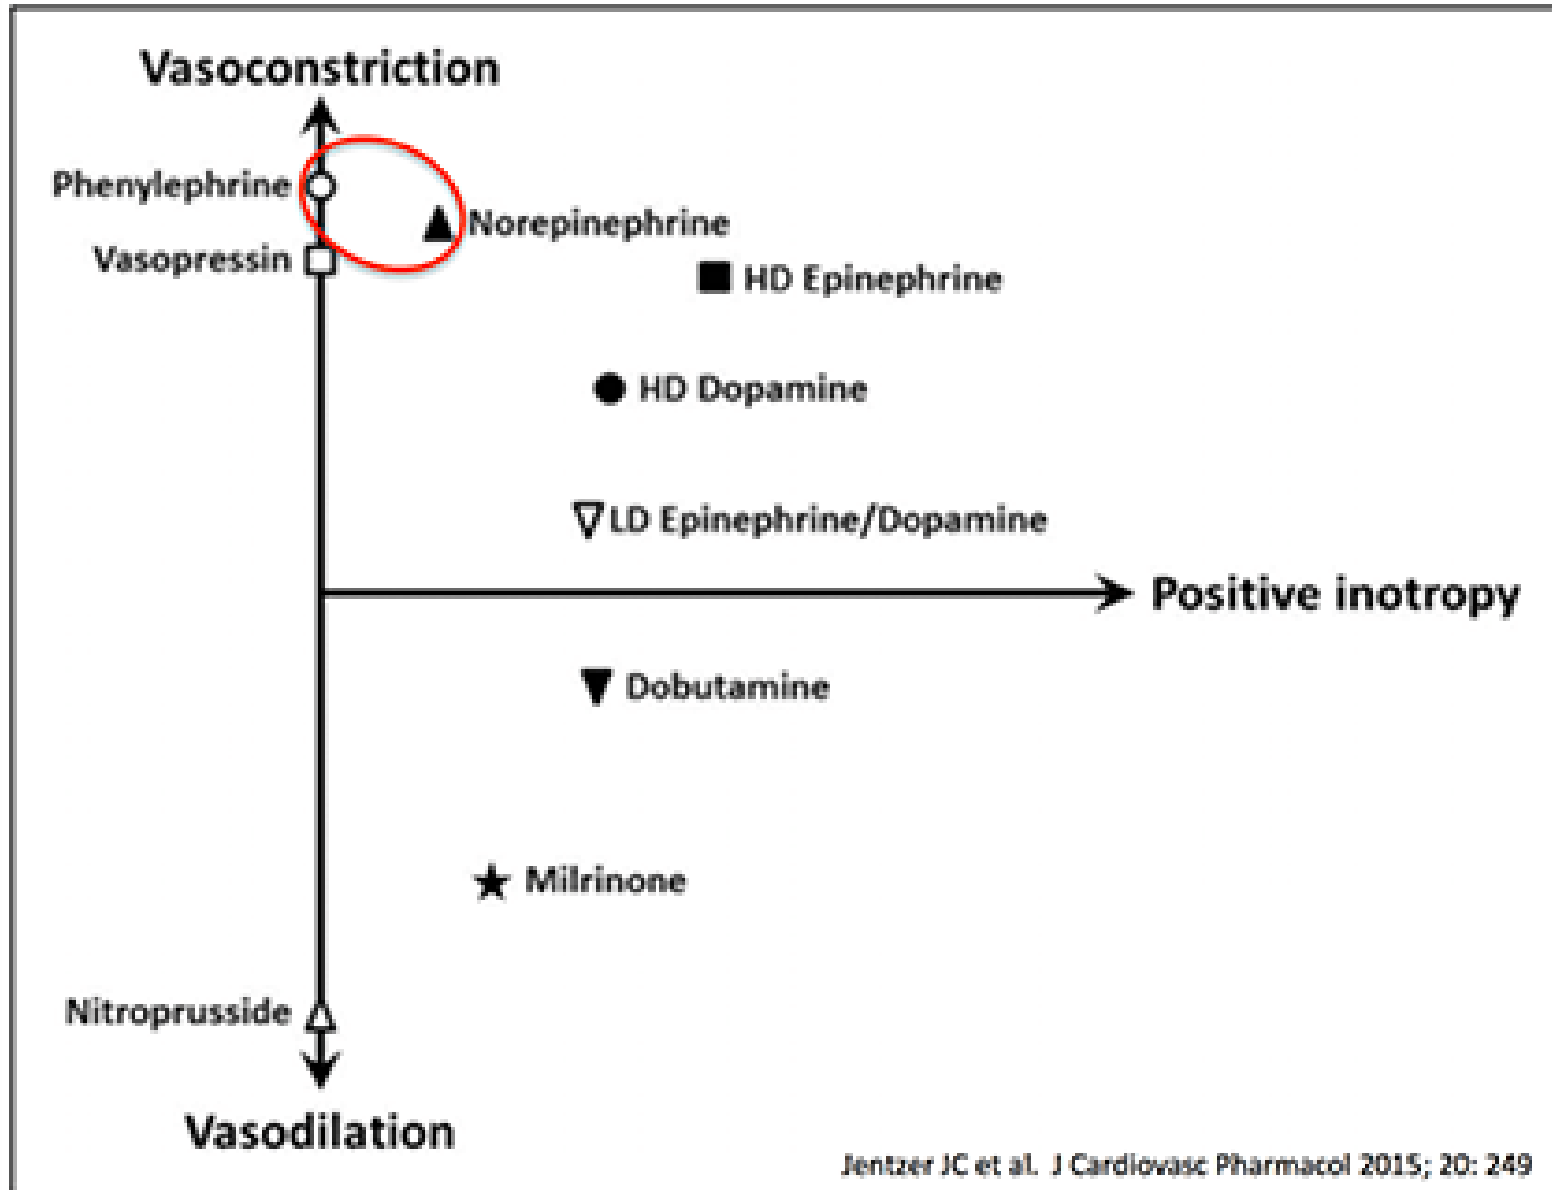 Vasoconstriction
Phenylephrine
Norepinephrine
Vasopressin
HD Epinephrine
HD Dopamine
LD Epinephrine/Dopamine
Positive inotropy
Dobutamine
Milrinone
Nitroprusside
Vasodilation
Jentzer JC et al. J Cardiovasc Pharmacol 2015; 20: 249